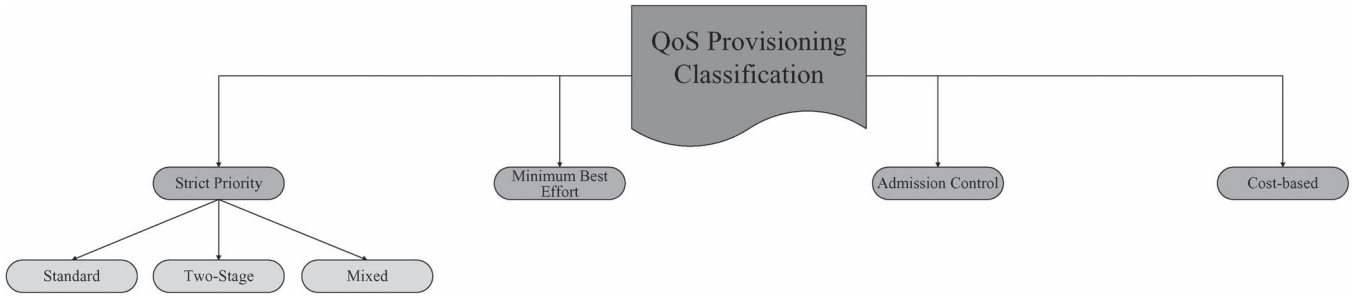 QoS Provisioning
Classification
Strict Priority
Minimum Best
Effort
Admission Control
Cost-based
Standard
Two-Stage
Mixed